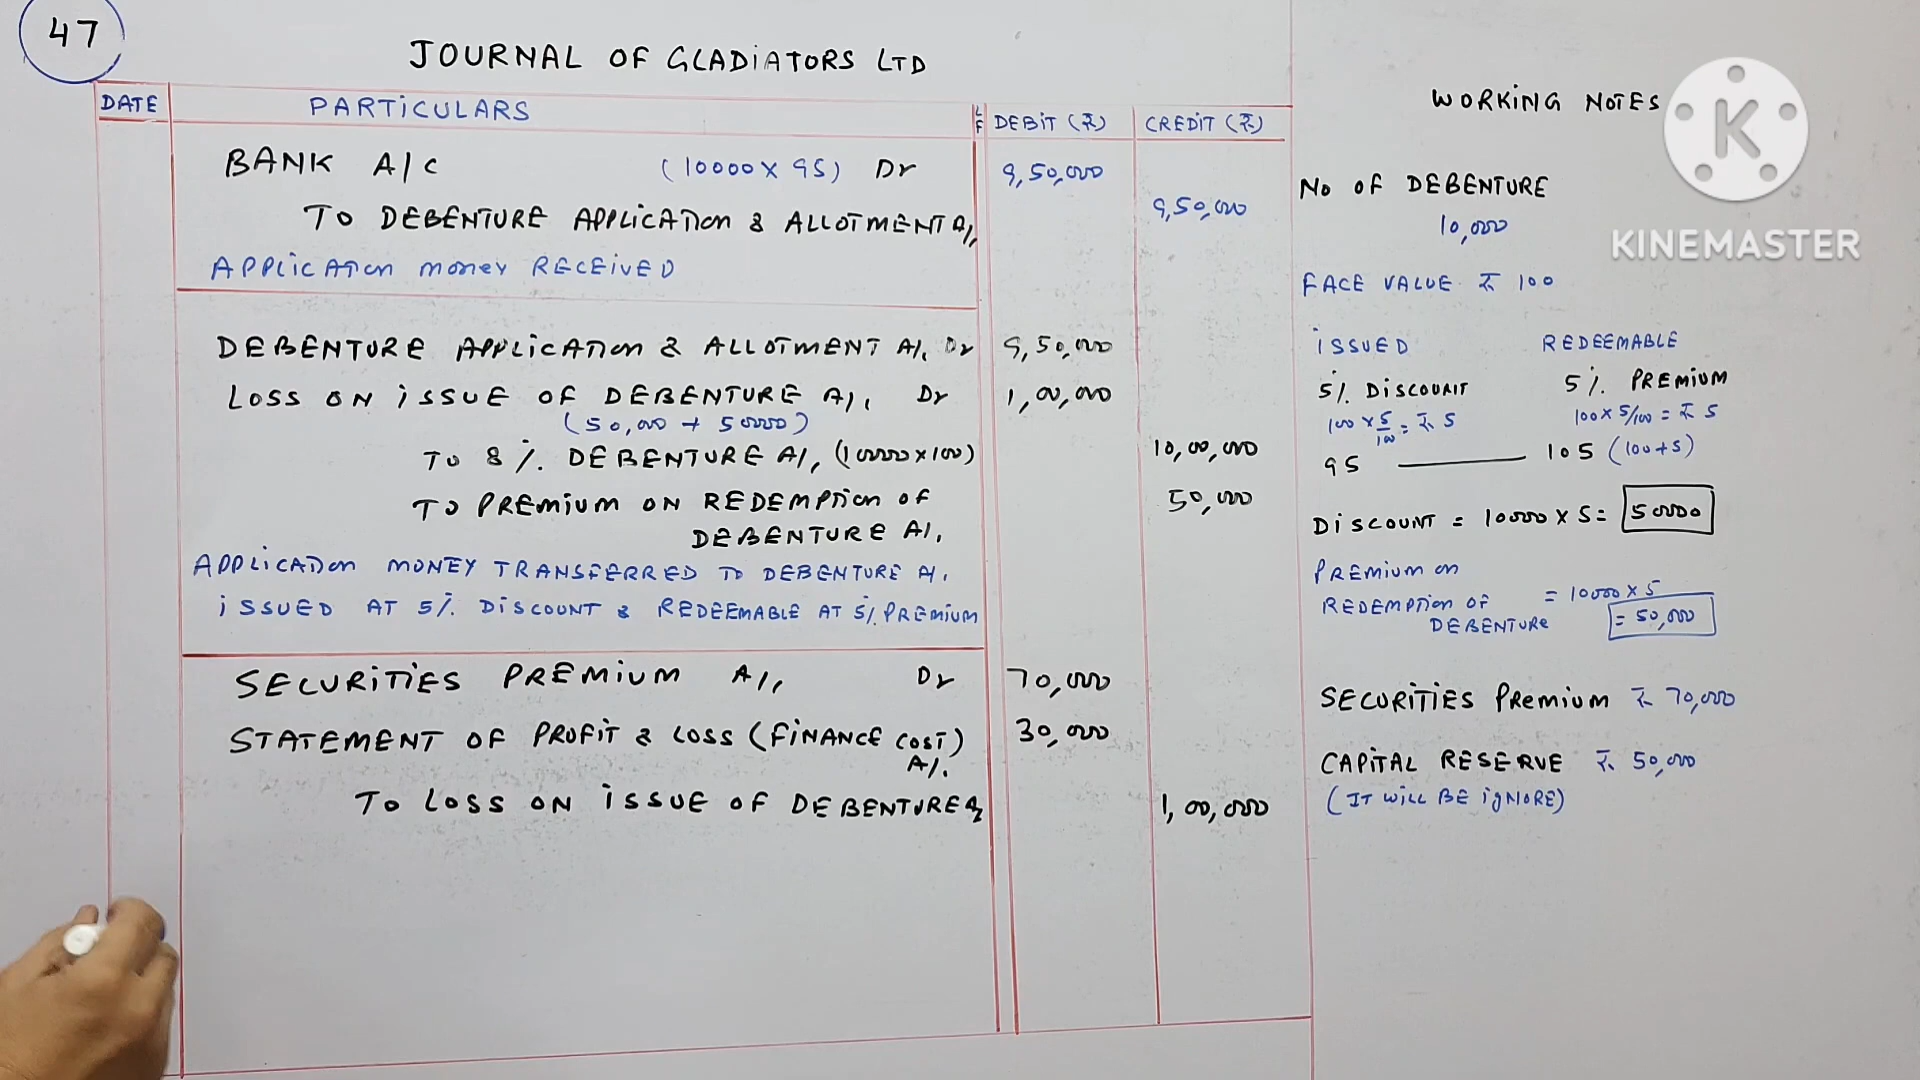 47
JOURNAL OF GLADIATORS LTD
DATE PARTICULARS LF DEBIT (₹) CREDIT (₹)
BANK A/C (10000 X 95) Dr 9,50,000
TO DEBENTURE APPLICATION & ALLOTMENT A/c 9,50,000
APPLICATION MONEY RECEIVED
DEBENTURE APPLICATION & ALLOTMENT A/c Dr 9,50,000
LOSS ON ISSUE OF DEBENTURE A/c Dr 1,00,000
(50,000 + 50000)
TO 8 % DEBENTURE A/c (10000 X 100) 10,00,000
TO PREMIUM ON REDEMPTION OF 50,000
DEBENTURE A/c
APPLICATION MONEY TRANSFERRED TO DEBENTURE A/c
ISSUED AT 5% DISCOUNT & REDEEMABLE AT 5% PREMIUM
SECURITIES PREMIUM A/c Dr 70,000
STATEMENT OF PROFIT & LOSS (FINANCE COST) 30,000
A/c
TO LOSS ON ISSUE OF DEBENTURE A/c 1,00,000
WORKING NOTES
K
KINEMASTER
NO OF DEBENTURE
10,000
FACE VALUE ₹ 100
ISSUED REDEEMABLE
5% DISCOUNT 5% PREMIUM
100 X 5/100 = ₹ 5 100 X 5/100 = ₹ 5
95 — 105 (100+5)
DISCOUNT = 10000 X 5 = 50000
PREMIUM ON
REDEMPTION OF = 10000 X 5
DEBENTURE = 50,000
SECURITIES PREMIUM ₹ 70,000
CAPITAL RESERVE ₹ 50,000
(IT WILL BE IGNORE)